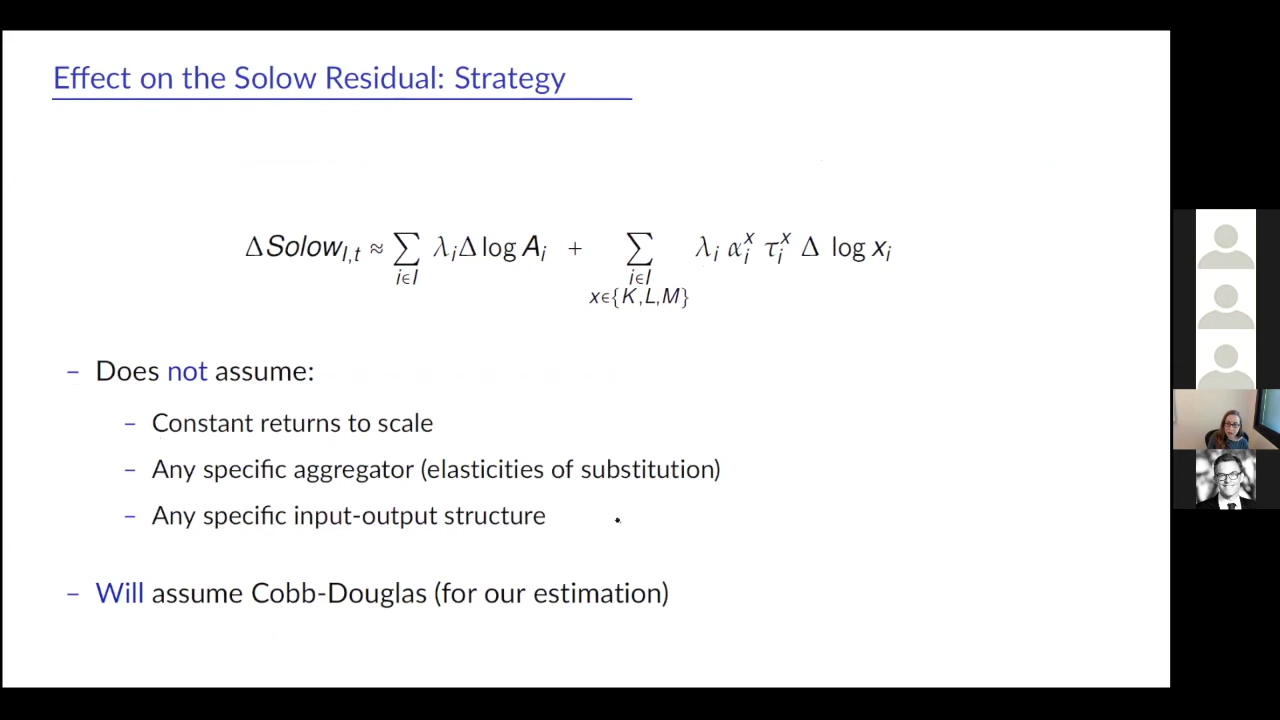 Effect on the Solow Residual: Strategy
ΔSolow_{I,t} ≈ ∑_{i∈I} λ_i Δ log A_i + ∑_{i∈I, x∈{K,L,M}} λ_i α_i^x τ_i^x Δ log x_i
– Does not assume:
– Constant returns to scale
– Any specific aggregator (elasticities of substitution)
– Any specific input-output structure
– Will assume Cobb-Douglas (for our estimation)